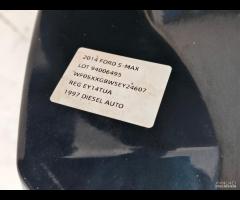 2014 FORD S-MAX
LOT 94006495
WF0SXXGBWSEY24607
REG EY14TUA
1997 DIESEL AUTO